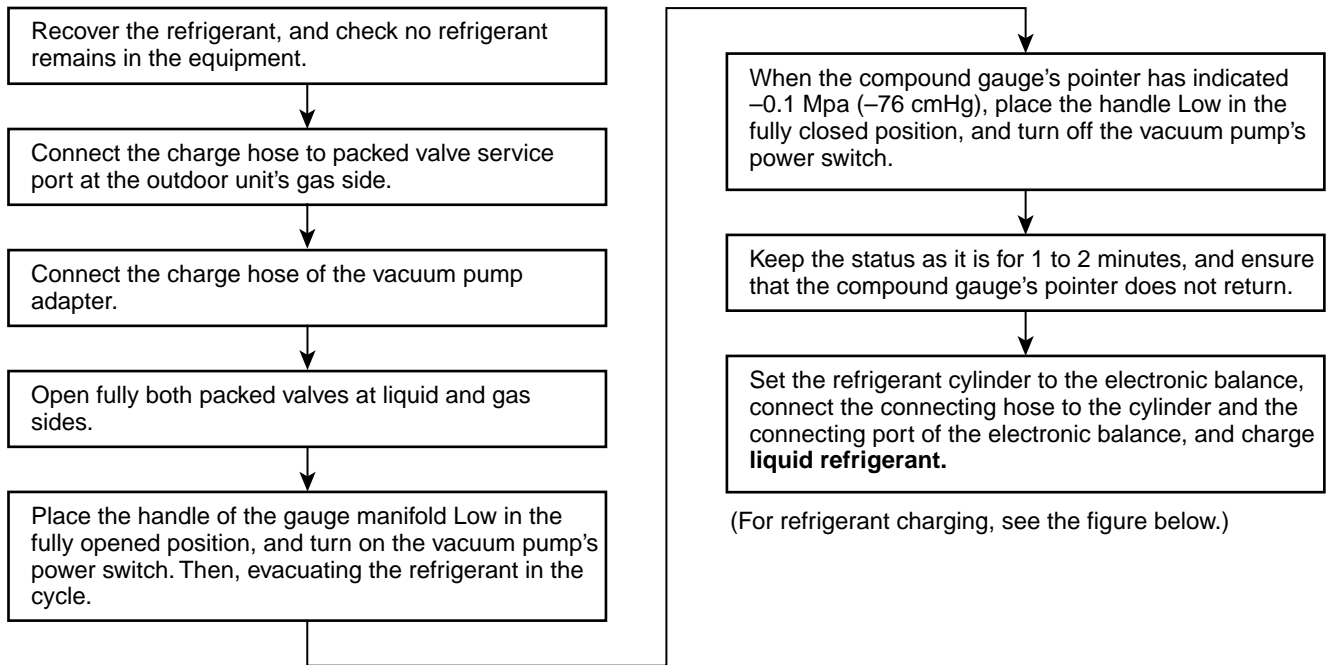 Recover the refrigerant, and check no refrigerant
remains in the equipment.
Connect the charge hose to packed valve service
port at the outdoor unit's gas side.
Connect the charge hose of the vacuum pump
adapter.
Open fully both packed valves at liquid and gas
sides.
Place the handle of the gauge manifold Low in the
fully opened position, and turn on the vacuum pump's
power switch. Then, evacuating the refrigerant in the
cycle.
When the compound gauge's pointer has indicated
–0.1 Mpa (–76 cmHg), place the handle Low in the
fully closed position, and turn off the vacuum pump's
power switch.
Keep the status as it is for 1 to 2 minutes, and ensure
that the compound gauge's pointer does not return.
Set the refrigerant cylinder to the electronic balance,
connect the connecting hose to the cylinder and the
connecting port of the electronic balance, and charge
liquid refrigerant.
(For refrigerant charging, see the figure below.)